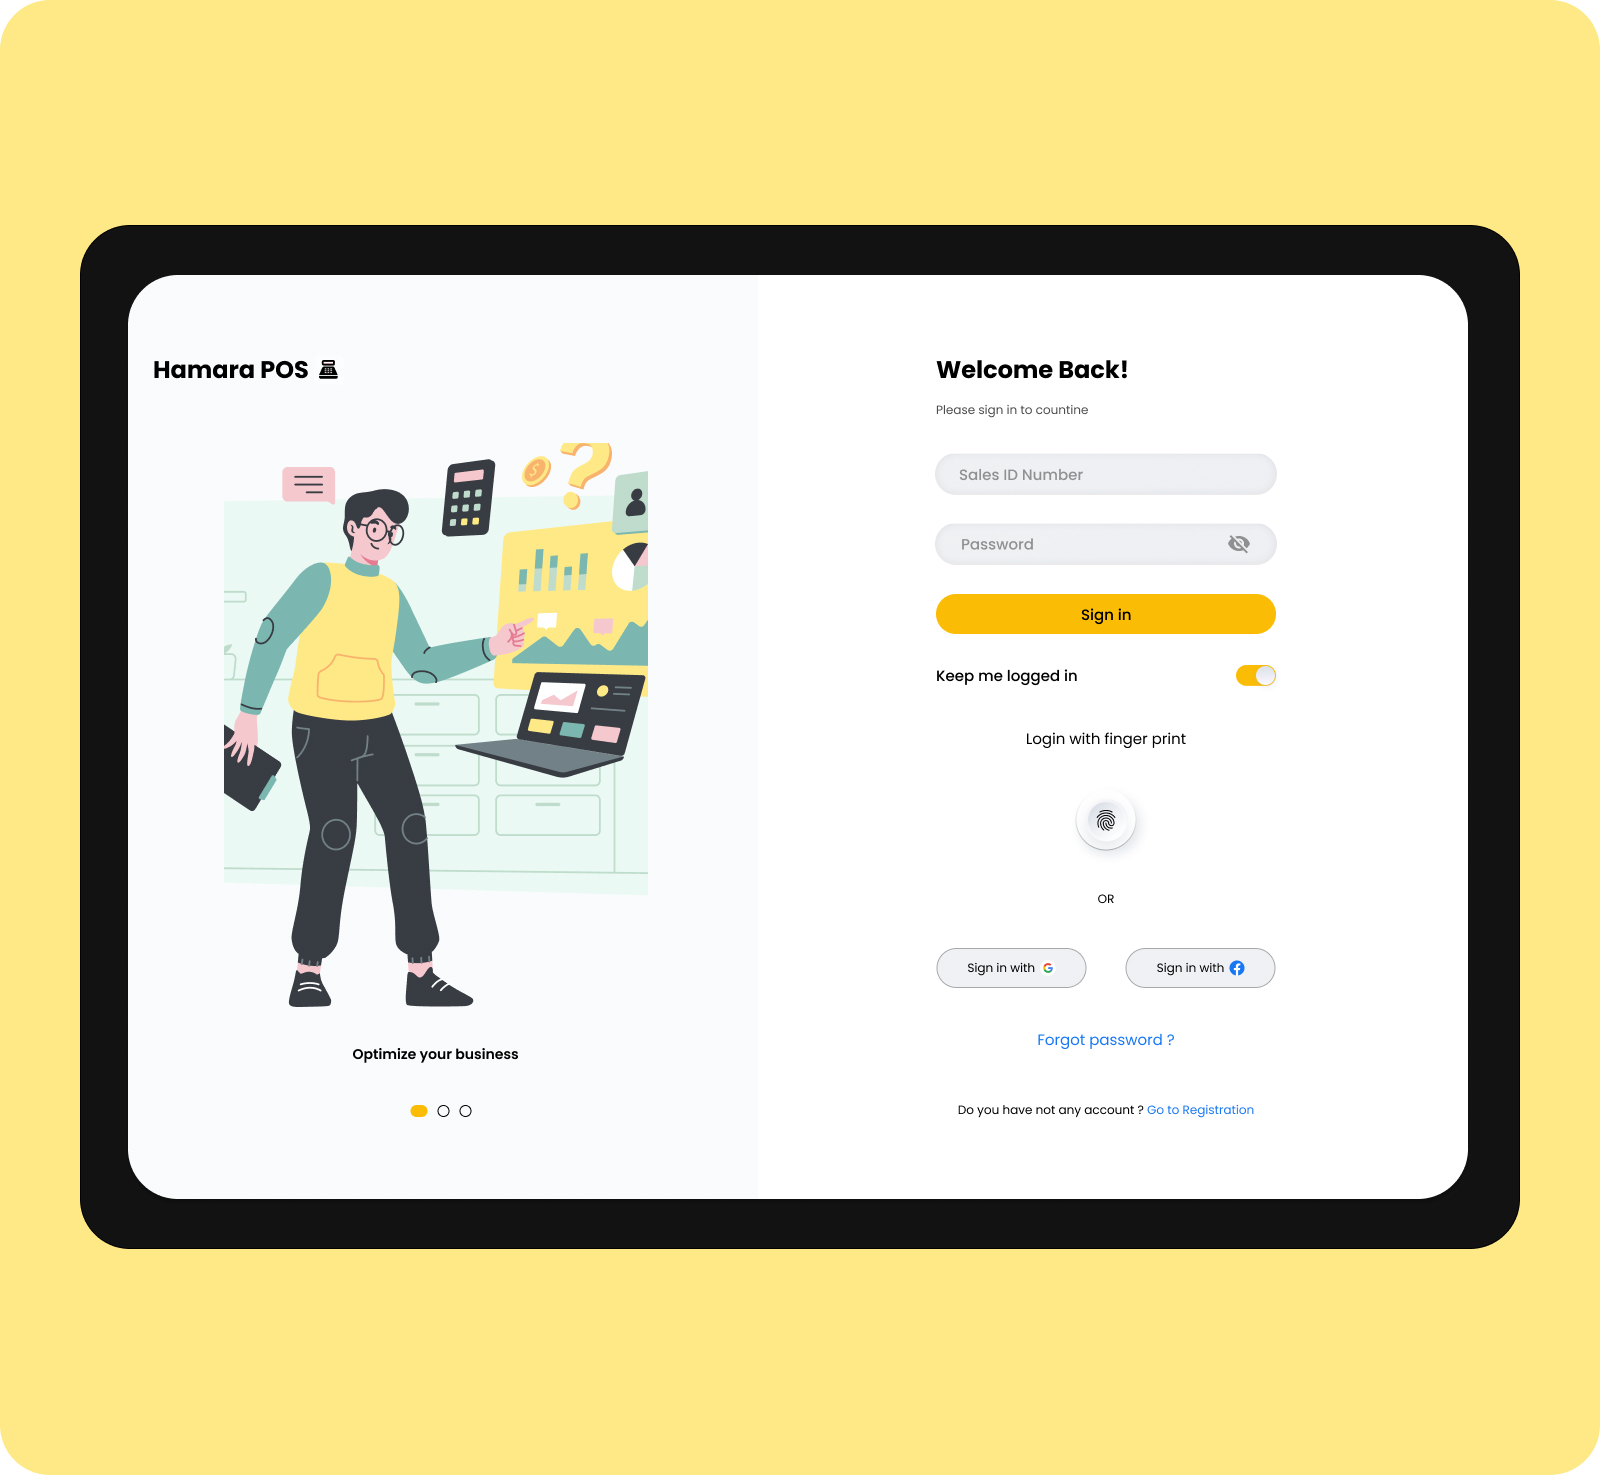 Hamara POS
Optimize your business
Welcome Back!
Please sign in to countine
Sales ID Number
Password
Sign in
Keep me logged in
Login with finger print
OR
Sign in with
Sign in with
Forgot password ?
Do you have not any account ? Go to Registration